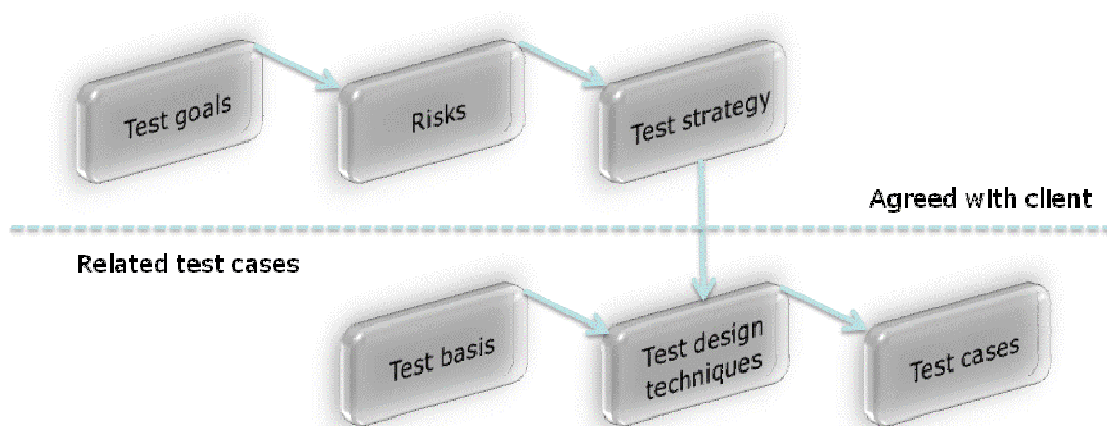 Test goals
Risks
Test strategy
Agreed with client
Related test cases
Test basis
Test design
techniques
Test cases